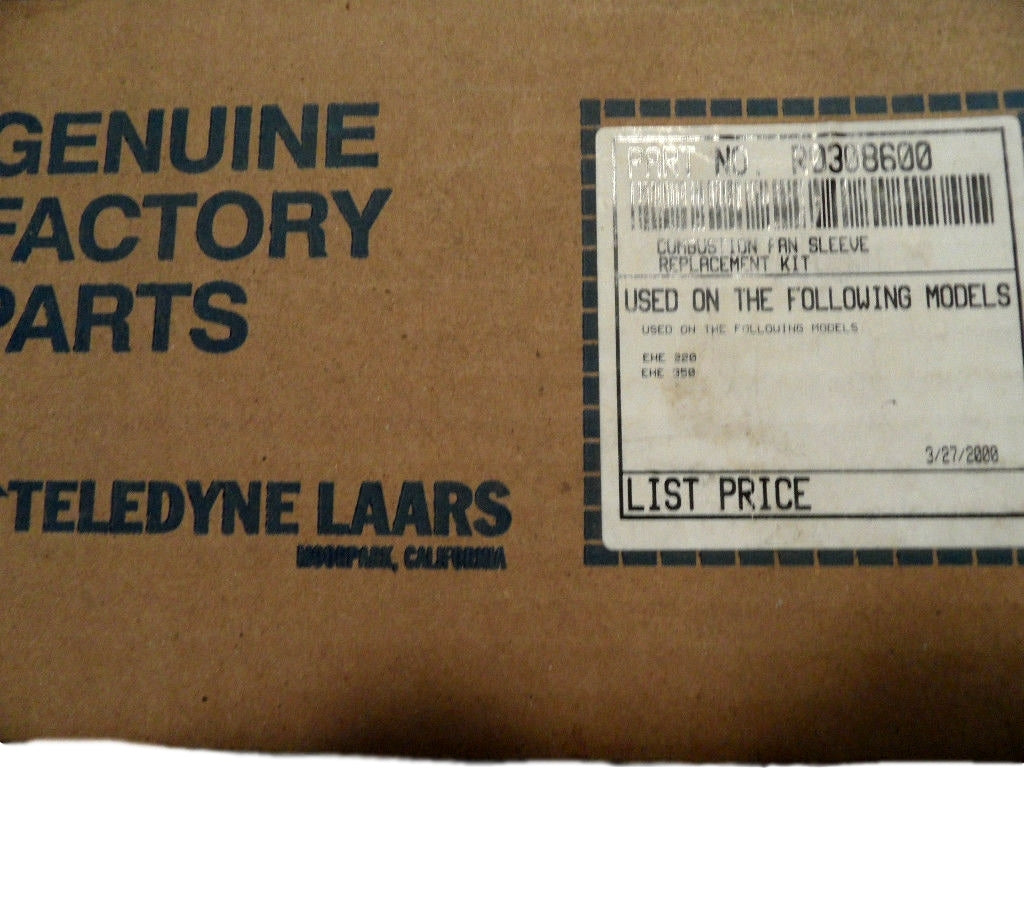 GENUINE
FACTORY
PARTS
TELEDYNE LAARS
MOORPARK, CALIFORNIA
PART NO. R0308600
COMBUSTION FAN SLEEVE
REPLACEMENT KIT
USED ON THE FOLLOWING MODELS
USED ON THE FOLLOWING MODELS
EHE 220
EHE 350
3/27/2000
LIST PRICE